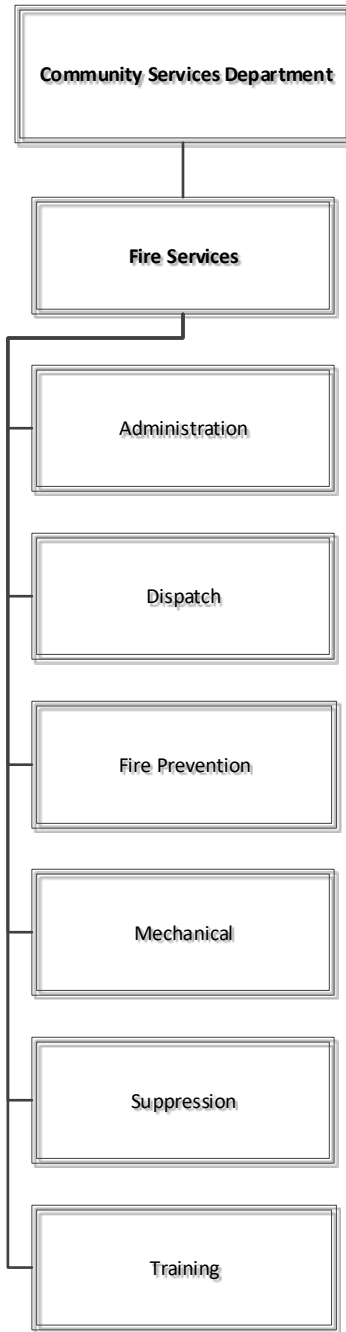 Community Services Department
Fire Services
Administration
Dispatch
Fire Prevention
Mechanical
Suppression
Training